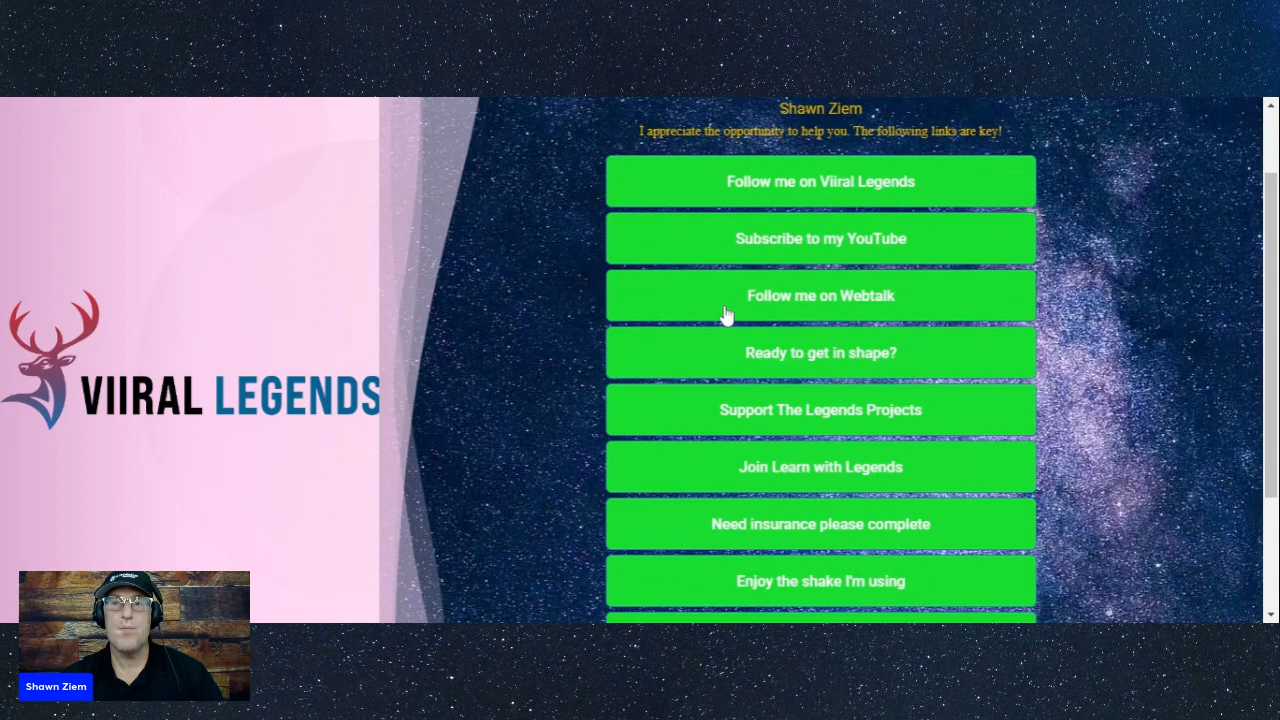 Shawn Ziem
I appreciate the opportunity to help you. The following links are key!
Follow me on Viiral Legends
Subscribe to my YouTube
Follow me on Webtalk
Ready to get in shape?
Support The Legends Projects
Join Learn with Legends
Need insurance please complete
Enjoy the shake I'm using
VIIRAL LEGENDS
Shawn Ziem